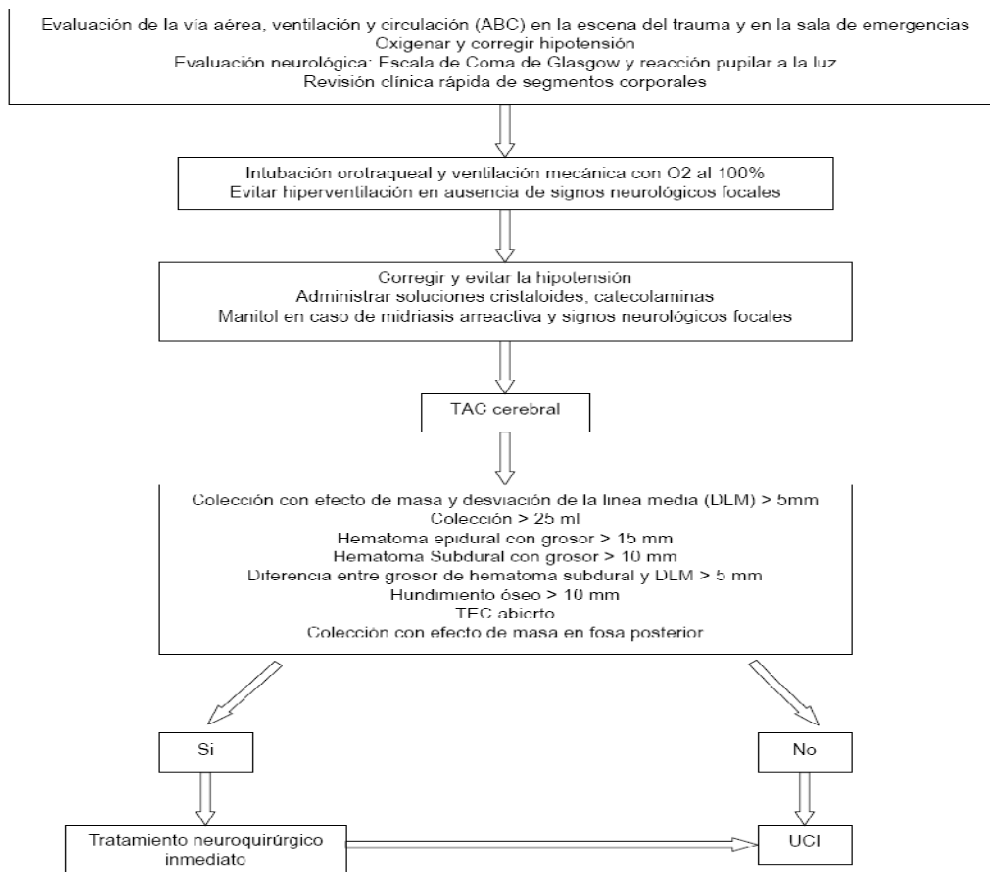 Evaluación de la vía aérea, ventilación y circulación (ABC) en la escena del trauma y en la sala de emergencias
Oxigenar y corregir hipotensión
Evaluación neurológica: Escala de Coma de Glasgow y reacción pupilar a la luz
Revisión clínica rápida de segmentos corporales
Intubación orotraqueal y ventilación mecánica con O2 al 100%
Evitar hiperventilación en ausencia de signos neurológicos focales
Corregir y evitar la hipotensión
Administrar soluciones cristaloides, catecolaminas
Manitol en caso de midriasis arreactiva y signos neurológicos focales
TAC cerebral
Colección con efecto de masa y desviación de la línea media (DLM) > 5mm
Colección > 25 ml
Hematoma epidural con grosor > 15 mm
Hematoma Subdural con grosor > 10 mm
Diferencia entre grosor de hematoma subdural y DLM > 5 mm
Hundimiento óseo > 10 mm
TEC abierto
Colección con efecto de masa en fosa posterior
Si
No
Tratamiento neuroquirúrgico
inmediato
UCI